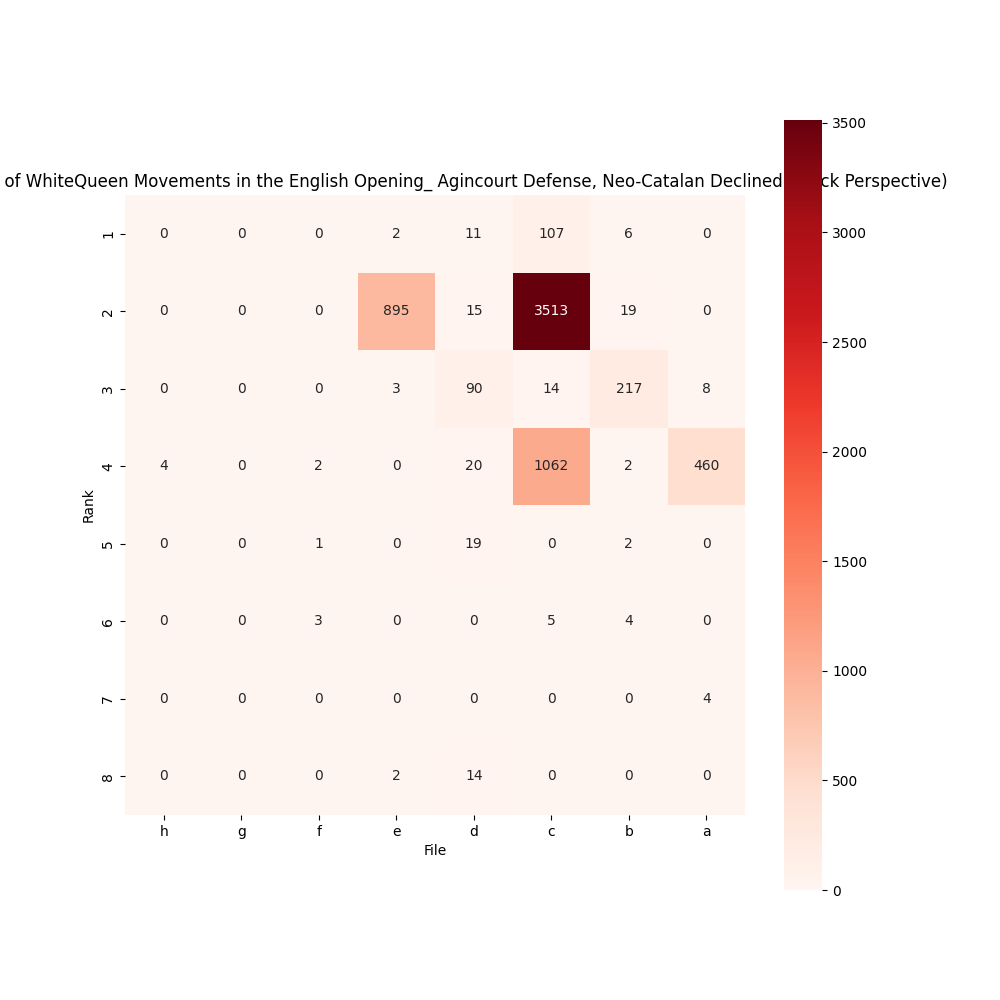 3500
of WhiteQueen Movements in the English Opening_ Agincourt Defense, Neo-Catalan Declined Perspective)
3000
1 0 0 0 2 11 107 6 0
2 0 0 0 895 15 3513 19 0
2500
3 0 0 0 3 90 14 217 8
2000
4 4 0 2 0 20 1062 2 460
Rank
1500
5 0 0 1 0 19 0 2 0
6 0 0 3 0 0 5 4 0
1000
7 0 0 0 0 0 0 0 4
500
8 0 0 0 2 14 0 0 0
h g f e d c b a
File
0